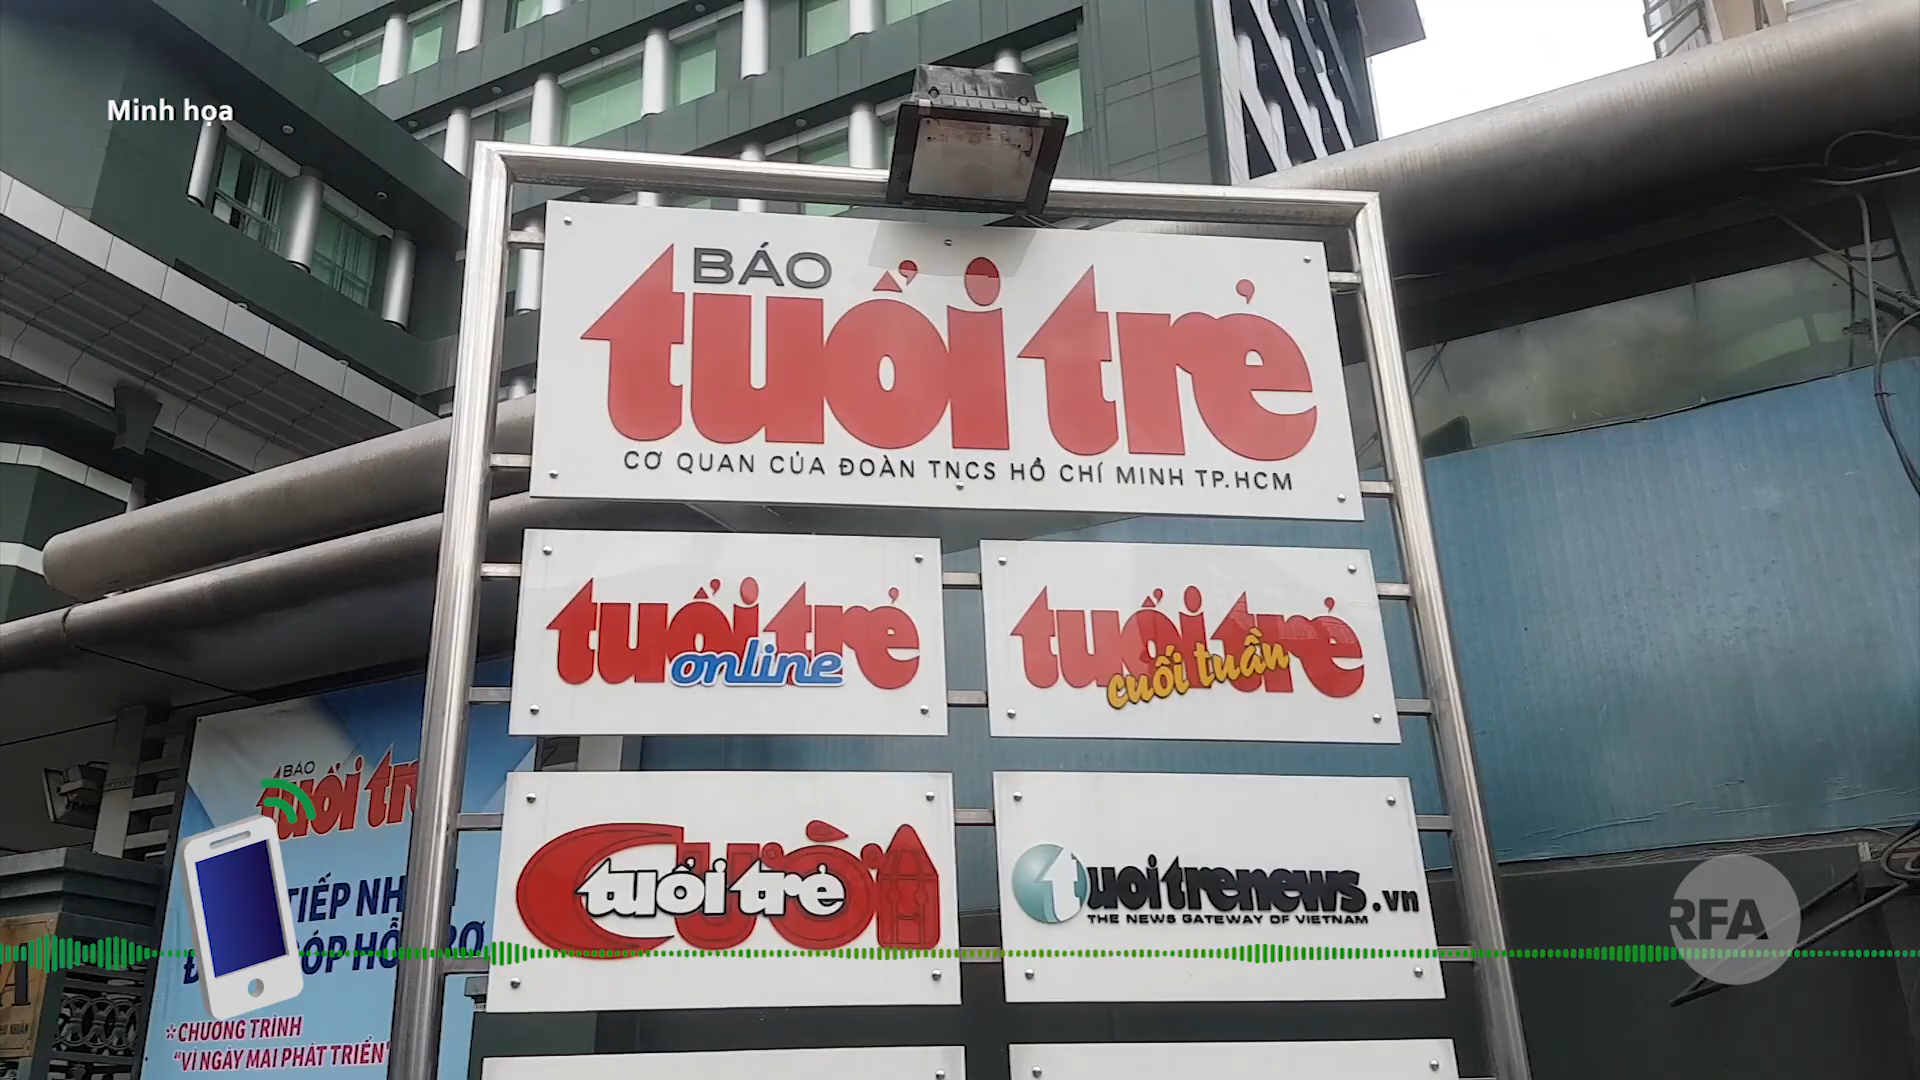 Minh họa
BÁO
tuổi trẻ
CƠ QUAN CỦA ĐOÀN TNCS HỒ CHÍ MINH TP.HCM
tuổi trẻ
online
tuổi trẻ
cuối tuần
Cười
tuổi trẻ
tuoitrenews.vn
THE NEWS GATEWAY OF VIETNAM
BÁO
tuổi tr
TIẾP NH
ÓP HỖ
RỢ
* CHƯƠNG TRÌNH
"VÌ NGÀY MAI PHÁT TRIỂN"
RFA